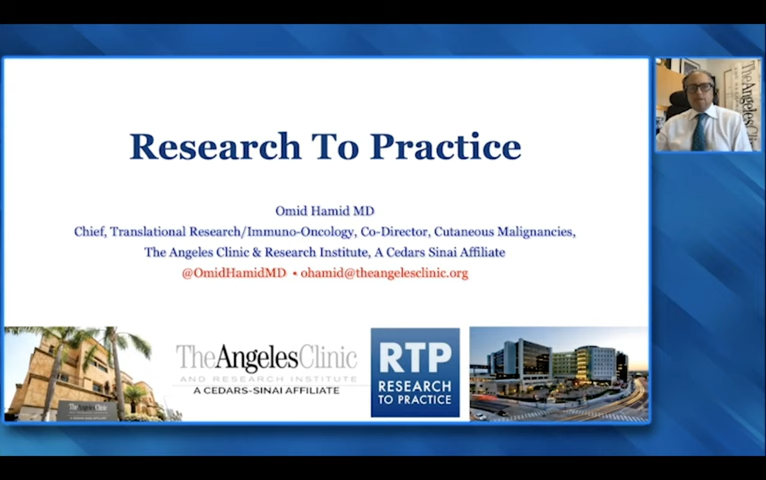 Research To Practice
Omid Hamid MD
Chief, Translational Research/Immuno-Oncology, Co-Director, Cutaneous Malignancies,
The Angeles Clinic & Research Institute, A Cedars Sinai Affiliate
@OmidHamidMD • ohamid@theangelesclinic.org
TheAngelesClinic
AND RESEARCH INSTITUTE
A CEDARS-SINAI AFFILIATE
RTP
RESEARCH
TO PRACTICE
TheAngelesC